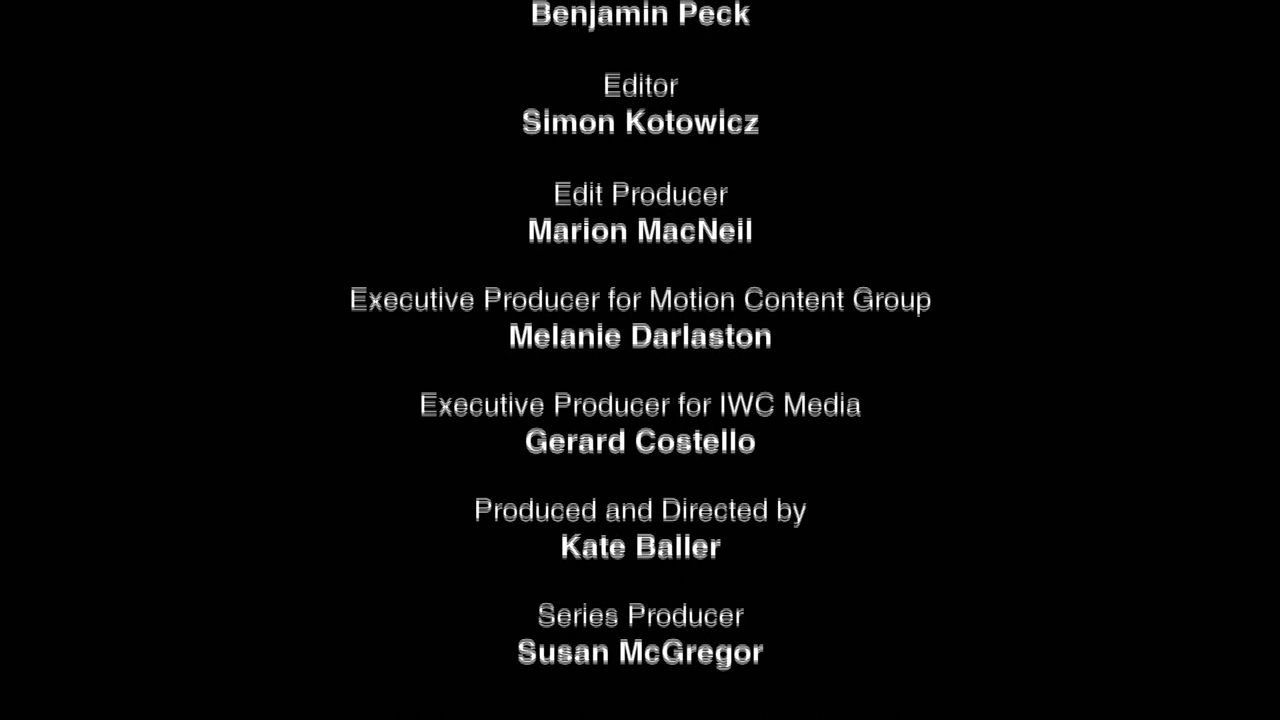 Benjamin Peck
Editor
Simon Kotowicz
Edit Producer
Marion MacNeil
Executive Producer for Motion Content Group
Melanie Darlaston
Executive Producer for IWC Media
Gerard Costello
Produced and Directed by
Kate Baller
Series Producer
Susan McGregor